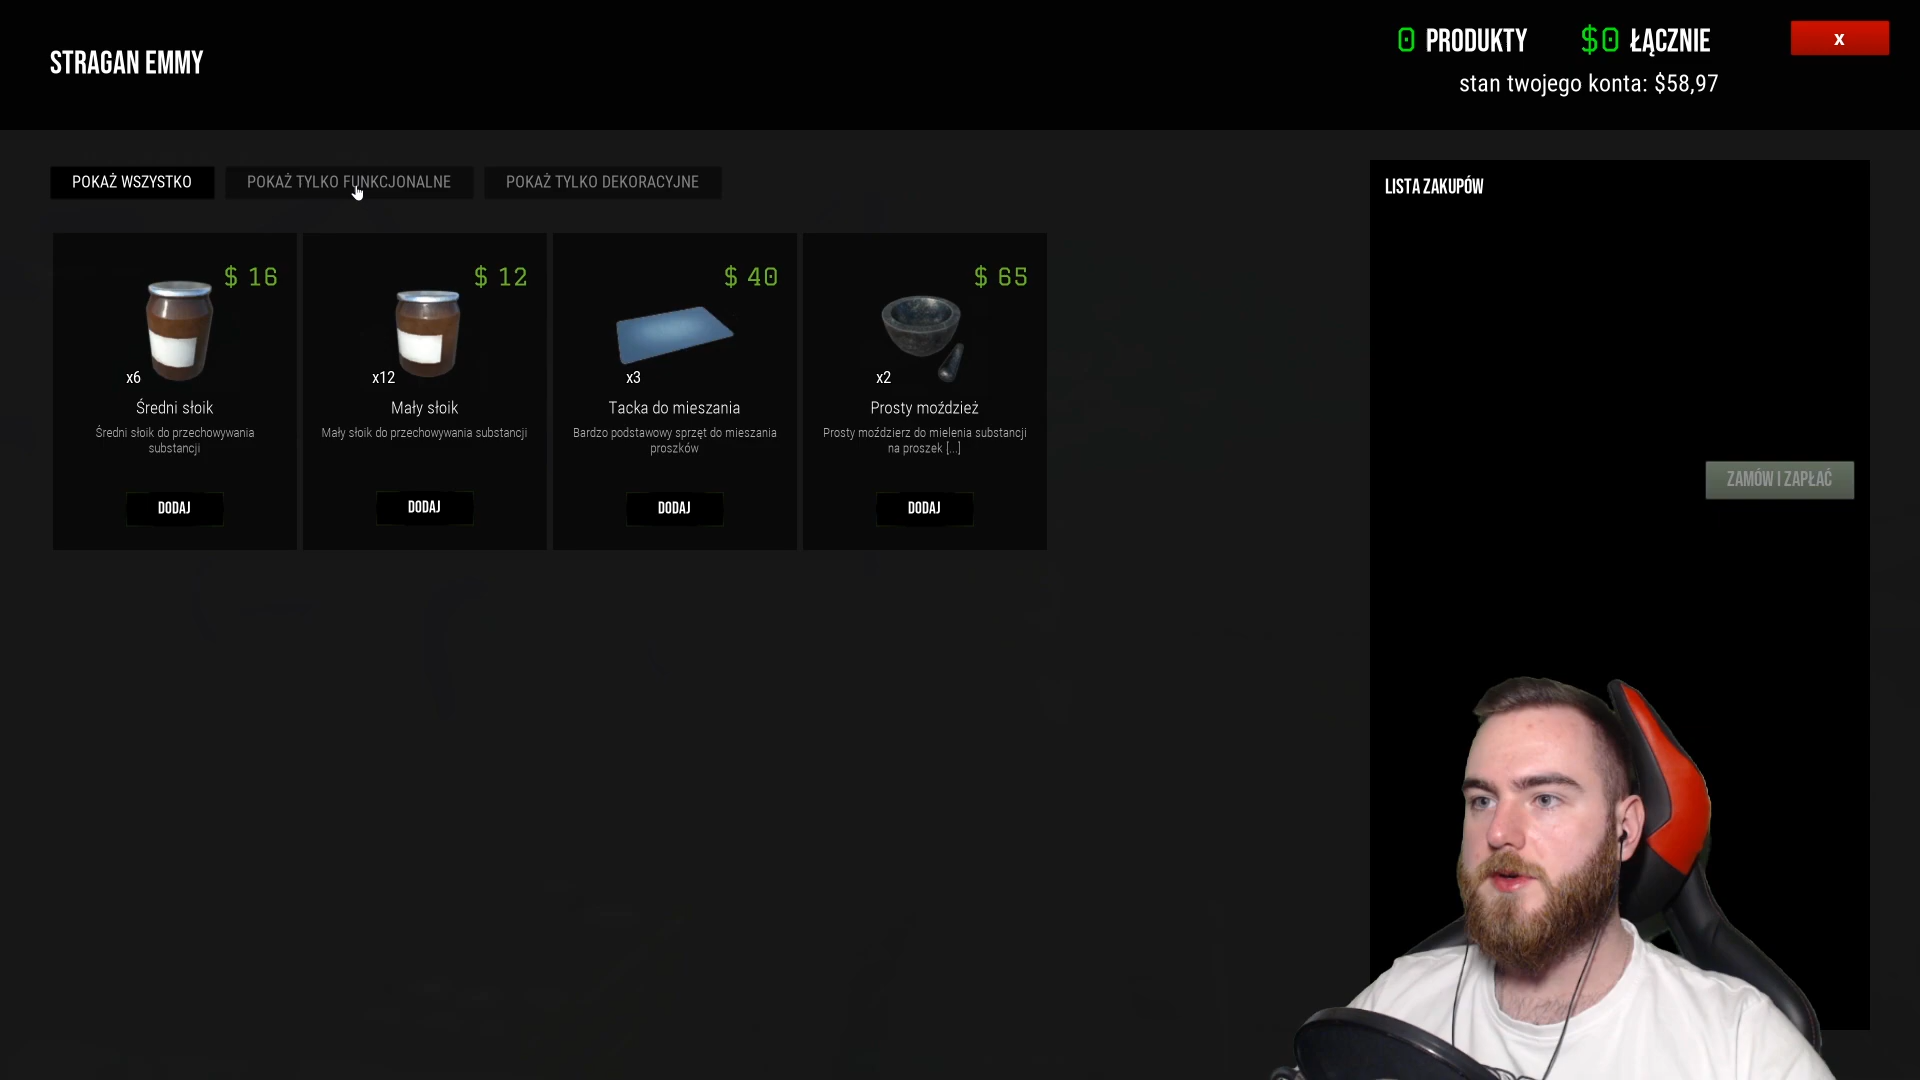 STRAGAN EMMY
0 PRODUKTY
$0 ŁĄCZNIE
x
stan twojego konta: $58,97
POKAŻ WSZYSTKO
POKAŻ TYLKO FUNKCJONALNE
POKAŻ TYLKO DEKORACYJNE
LISTA ZAKUPÓW
$ 16
x6
Średni słoik
Średni słoik do przechowywania
substancji
DODAJ
$ 12
x12
Mały słoik
Mały słoik do przechowywania substancji
DODAJ
$ 40
x3
Tacka do mieszania
Bardzo podstawowy sprzęt do mieszania
proszków
DODAJ
$ 65
x2
Prosty moździeż
Prosty moździerz do mielenia substancji
na proszek [...]
DODAJ
ZAMÓW I ZAPŁAĆ